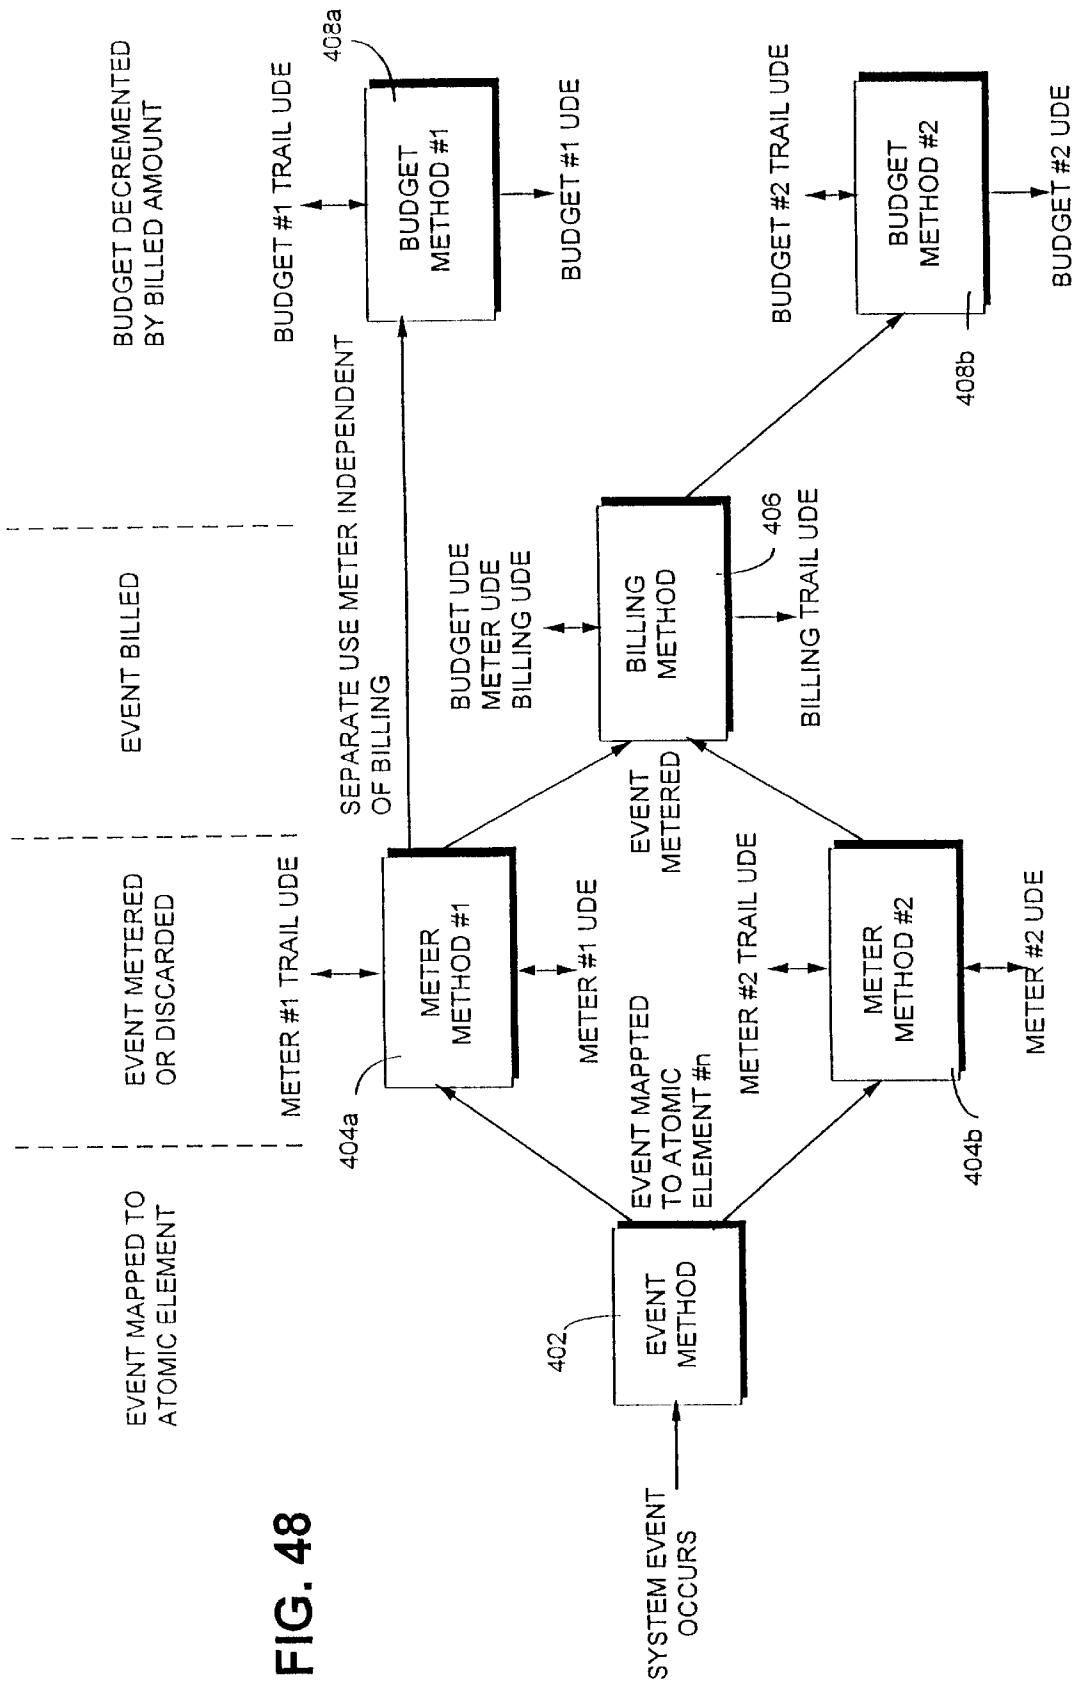 FIG. 48
EVENT MAPPED TO
ATOMIC ELEMENT
EVENT METERED
OR DISCARDED
EVENT BILLED
BUDGET DECREMENTED
BY BILLED AMOUNT
SYSTEM EVENT
OCCURS
402
EVENT
METHOD
EVENT MAPPTED
TO ATOMIC
ELEMENT #n
METER #1 TRAIL UDE
404a
METER
METHOD #1
METER #1 UDE
METER #2 TRAIL UDE
METER
METHOD #2
404b
METER #2 UDE
SEPARATE USE METER INDEPENDENT
OF BILLING
EVENT
METERED
BUDGET UDE
METER UDE
BILLING UDE
BILLING
METHOD
406
BILLING TRAIL UDE
BUDGET #1 TRAIL UDE
408a
BUDGET
METHOD #1
BUDGET #1 UDE
BUDGET #2 TRAIL UDE
BUDGET
METHOD #2
408b
BUDGET #2 UDE